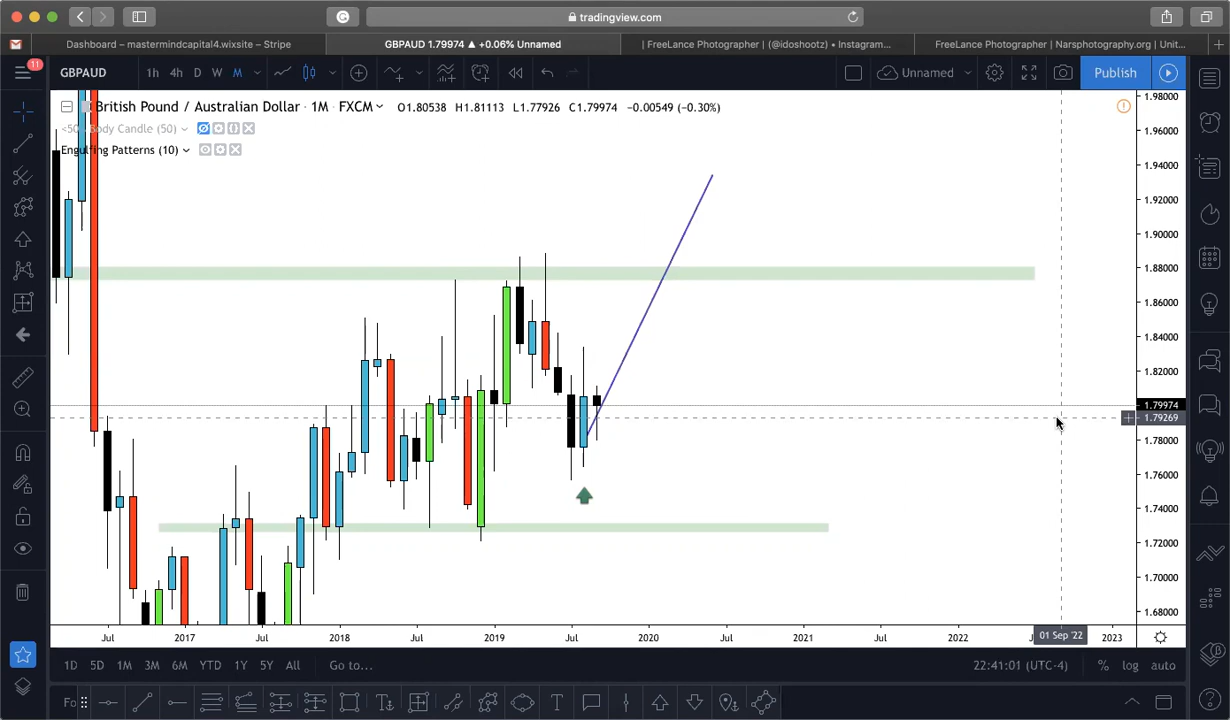 tradingview.com
Dashboard – mastermindcapital4.wixsite – Stripe
GBPAUD 1.79974 ▲ +0.06% Unnamed
| FreeLance Photographer | (@idoshootz) • Instagram...
FreeLance Photographer | Narsphotography.org | Unit...
11
GBPAUD
1h 4h D W M
Unnamed
Publish
British Pound / Australian Dollar · 1M · FXCM
O1.80538 H1.81113 L1.77926 C1.79974 −0.00549 (−0.30%)
<50% Body Candle (50)
Engulfing Patterns (10)
1.98000
1.96000
1.94000
1.92000
1.90000
1.88000
1.86000
1.84000
1.82000
1.79974
1.79269
1.78000
1.76000
1.74000
1.72000
1.70000
1.68000
Jul 2017 Jul 2018 Jul 2019 Jul 2020 Jul 2021 Jul 2022 01 Sep '22 2023
1D 5D 1M 3M 6M YTD 1Y 5Y All Go to...
22:41:01 (UTC-4) % log auto
Fo